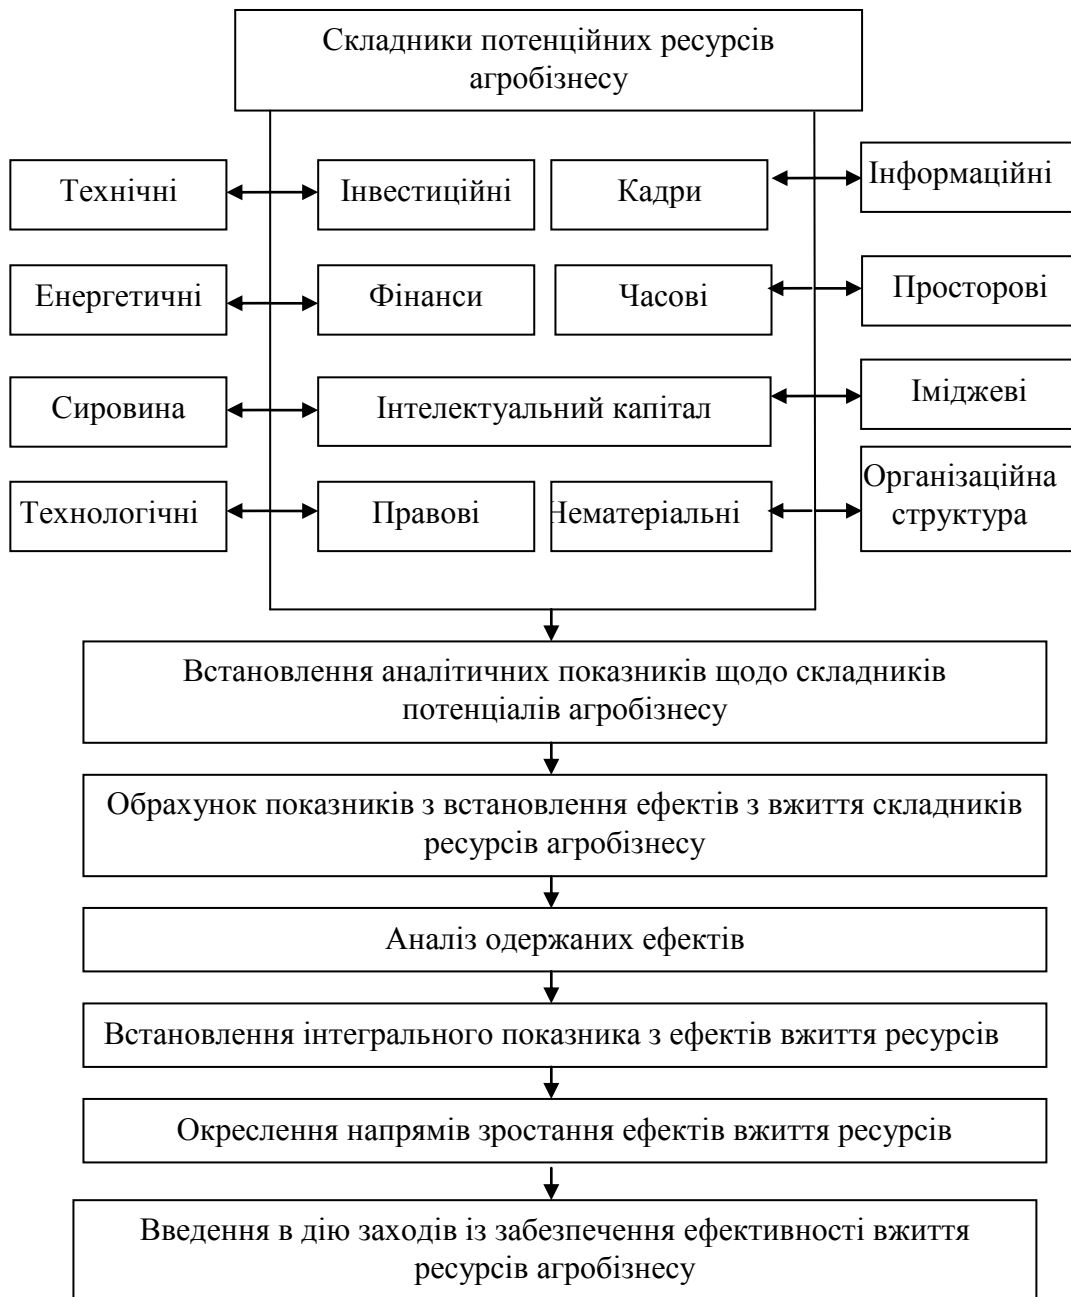 Складники потенційних ресурсів
агробізнесу
Технічні
Інвестиційні
Кадри
Інформаційні
Енергетичні
Фінанси
Часові
Просторові
Сировина
Інтелектуальний капітал
Іміджеві
Технологічні
Правові
Нематеріальні
Організаційна
структура
Встановлення аналітичних показників щодо складників
потенціалів агробізнесу
Обрахунок показників з встановлення ефектів з вжиття складників
ресурсів агробізнесу
Аналіз одержаних ефектів
Встановлення інтегрального показника з ефектів вжиття ресурсів
Окреслення напрямів зростання ефектів вжиття ресурсів
Введення в дію заходів із забезпечення ефективності вжиття
ресурсів агробізнесу